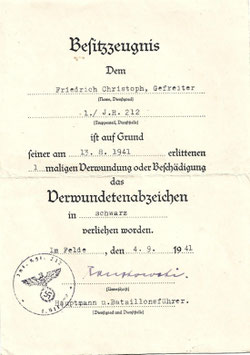 Besitzzeugnis
Dem
Friedrich Christoph, Gefreiter
(Name, Dienstgrad)
1./ J.R. 212
(Truppenteil, Dienststelle)
ist auf Grund
seiner am 13. 8. 1941 erlittenen
1 maligen Verwundung oder Beschädigung
das
Verwundetenabzeichen
in schwarz
verliehen worden.
Im Felde, den 4. 9. 1941
(Unterschrift)
Hauptmann u. Bataillonsführer.
(Dienstgrad und Dienststelle)